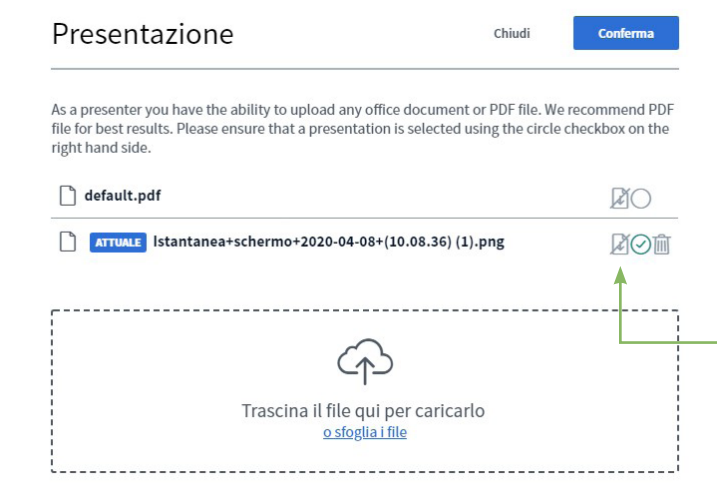 Presentazione
Chiudi
Conferma
As a presenter you have the ability to upload any office document or PDF file. We recommend PDF
file for best results. Please ensure that a presentation is selected using the circle checkbox on the
right hand side.
default.pdf
ATTUALE Istantanea+schermo+2020-04-08+(10.08.36) (1).png
Trascina il file qui per caricarlo
o sfoglia i file